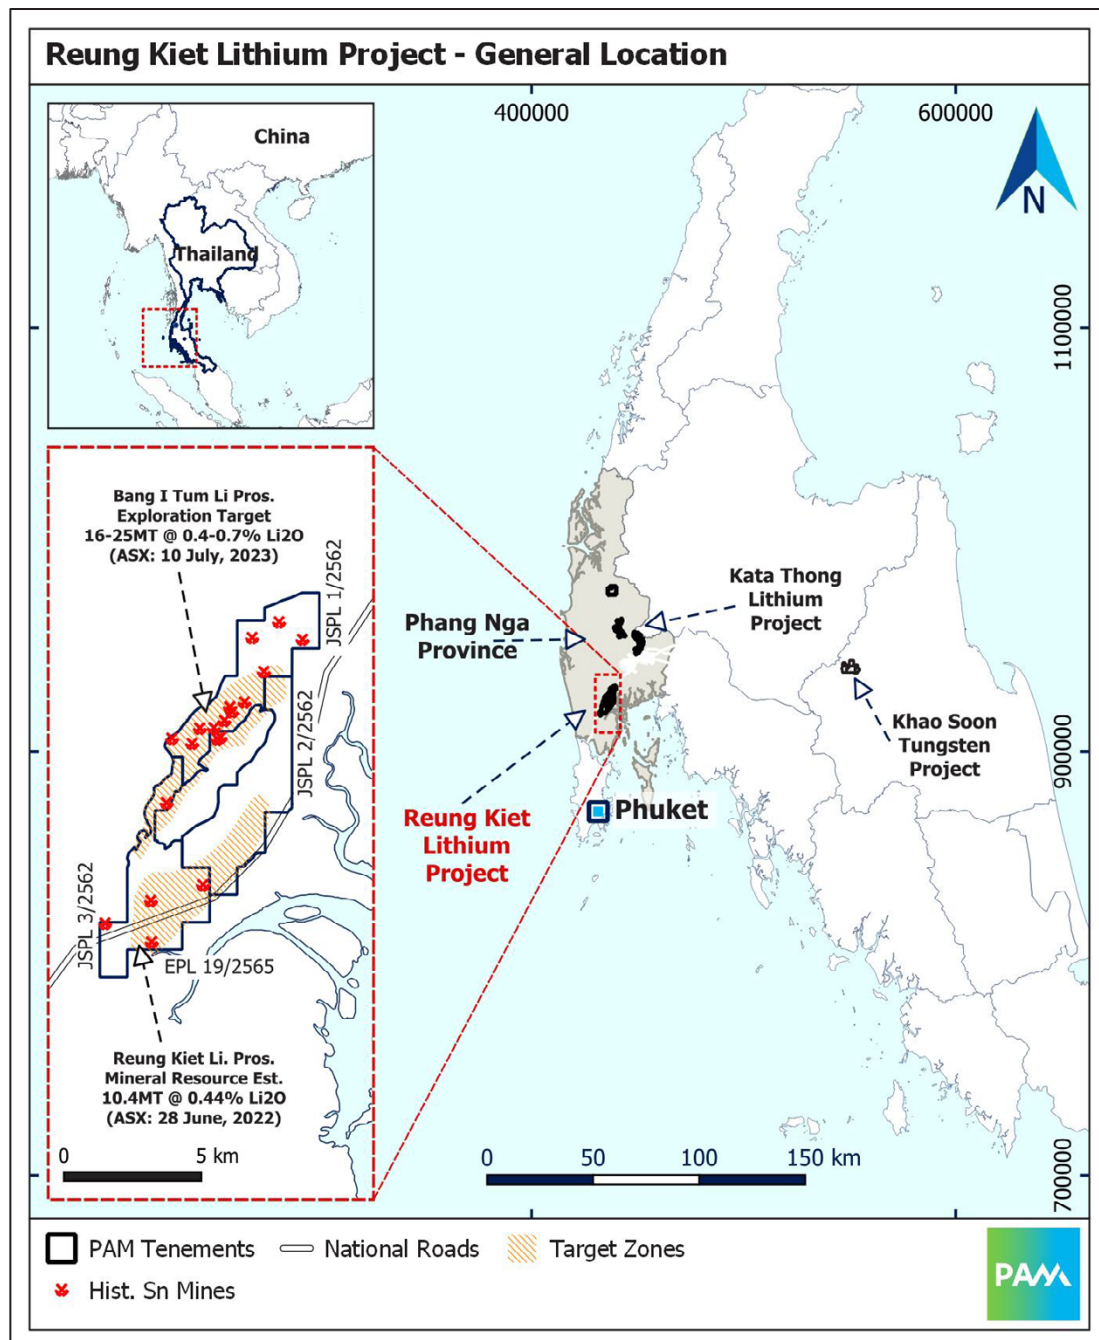 Reung Kiet Lithium Project - General Location
400000
600000
China
Thailand
N
1100000
Bang I Tum Li Pros.
Exploration Target
16-25MT @ 0.4-0.7% Li2O
(ASX: 10 July, 2023)
JSPL 1/2562
JSPL 2/2562
JSPL 3/2562
EPL 19/2565
Reung Kiet Li. Pros.
Mineral Resource Est.
10.4MT @ 0.44% Li2O
(ASX: 28 June, 2022)
0
5 km
Phang Nga
Province
Kata Thong
Lithium
Project
Khao Soon
Tungsten
Project
900000
Reung Kiet
Lithium
Project
Phuket
0
50
100
150 km
700000
PAM Tenements
National Roads
Target Zones
Hist. Sn Mines
PAM